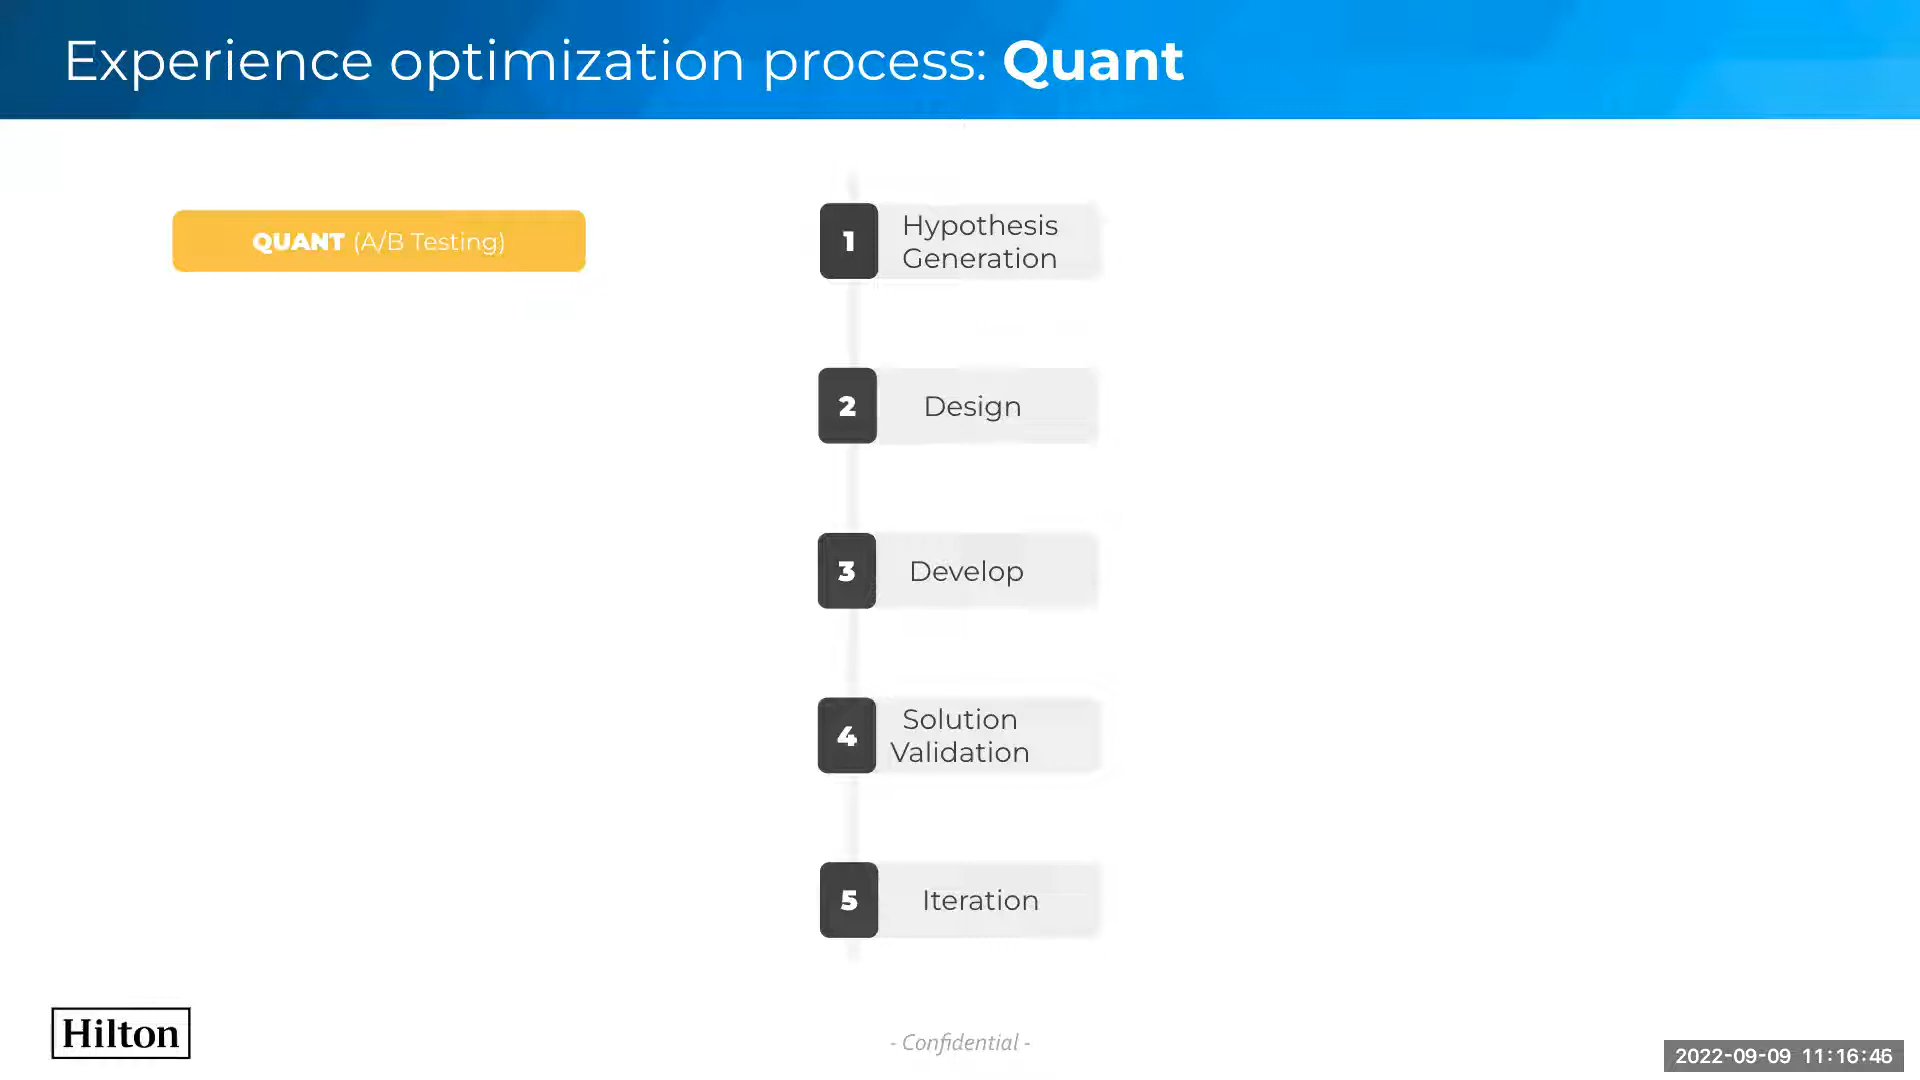 Experience optimization process: Quant
QUANT (A/B Testing)
1
Hypothesis
Generation
2
Design
3
Develop
4
Solution
Validation
5
Iteration
Hilton
- Confidential -
2022-09-09 11:16:46